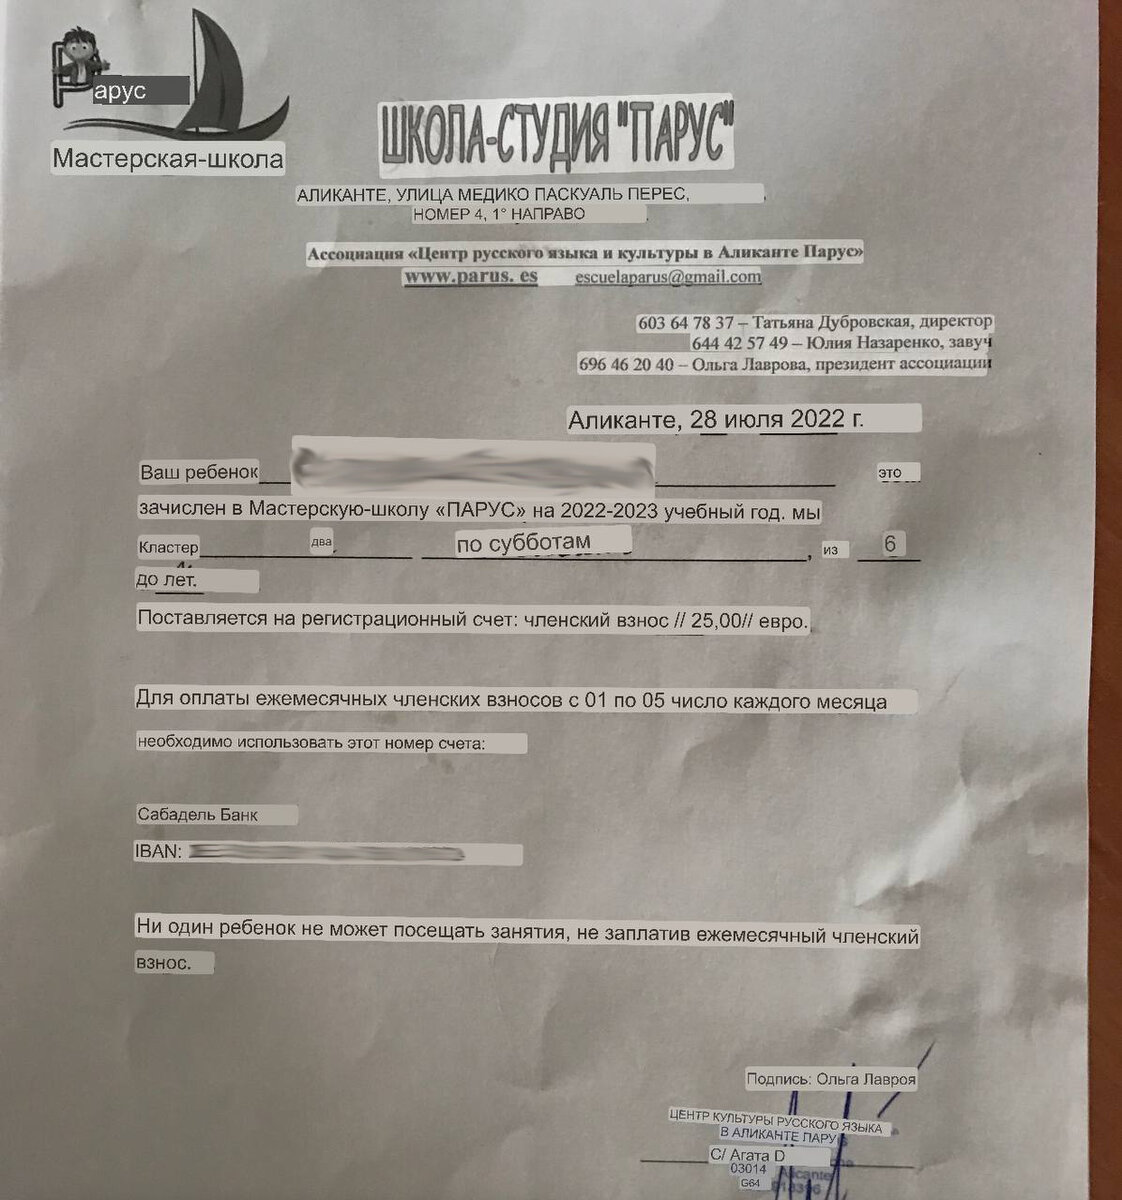 арус
Мастерская-школа
ШКОЛА-СТУДИЯ "ПАРУС"
АЛИКАНТЕ, УЛИЦА МЕДИКО ПАСКУАЛЬ ПЕРЕС,
НОМЕР 4, 1° НАПРАВО
Ассоциация «Центр русского языка и культуры в Аликанте Парус»
www.parus. es escuelaparus@gmail.com
603 64 78 37 – Татьяна Дубровская, директор
644 42 57 49 – Юлия Назаренко, завуч
696 46 20 40 – Ольга Лаврова, президент ассоциации
Аликанте, 28 июля 2022 г.
Ваш ребенок это
зачислен в Мастерскую-школу «ПАРУС» на 2022-2023 учебный год. мы
Кластер два по субботам, из 6
до лет.
Поставляется на регистрационный счет: членский взнос // 25,00// евро.
Для оплаты ежемесячных членских взносов с 01 по 05 число каждого месяца
необходимо использовать этот номер счета:
Сабадель Банк
IBAN:
Ни один ребенок не может посещать занятия, не заплатив ежемесячный членский
взнос.
Подпись: Ольга Лавроя
ЦЕНТР КУЛЬТУРЫ РУССКОГО ЯЗЫКА
В АЛИКАНТЕ ПАРУ
С/ Агата D
03014 Alicante
G64